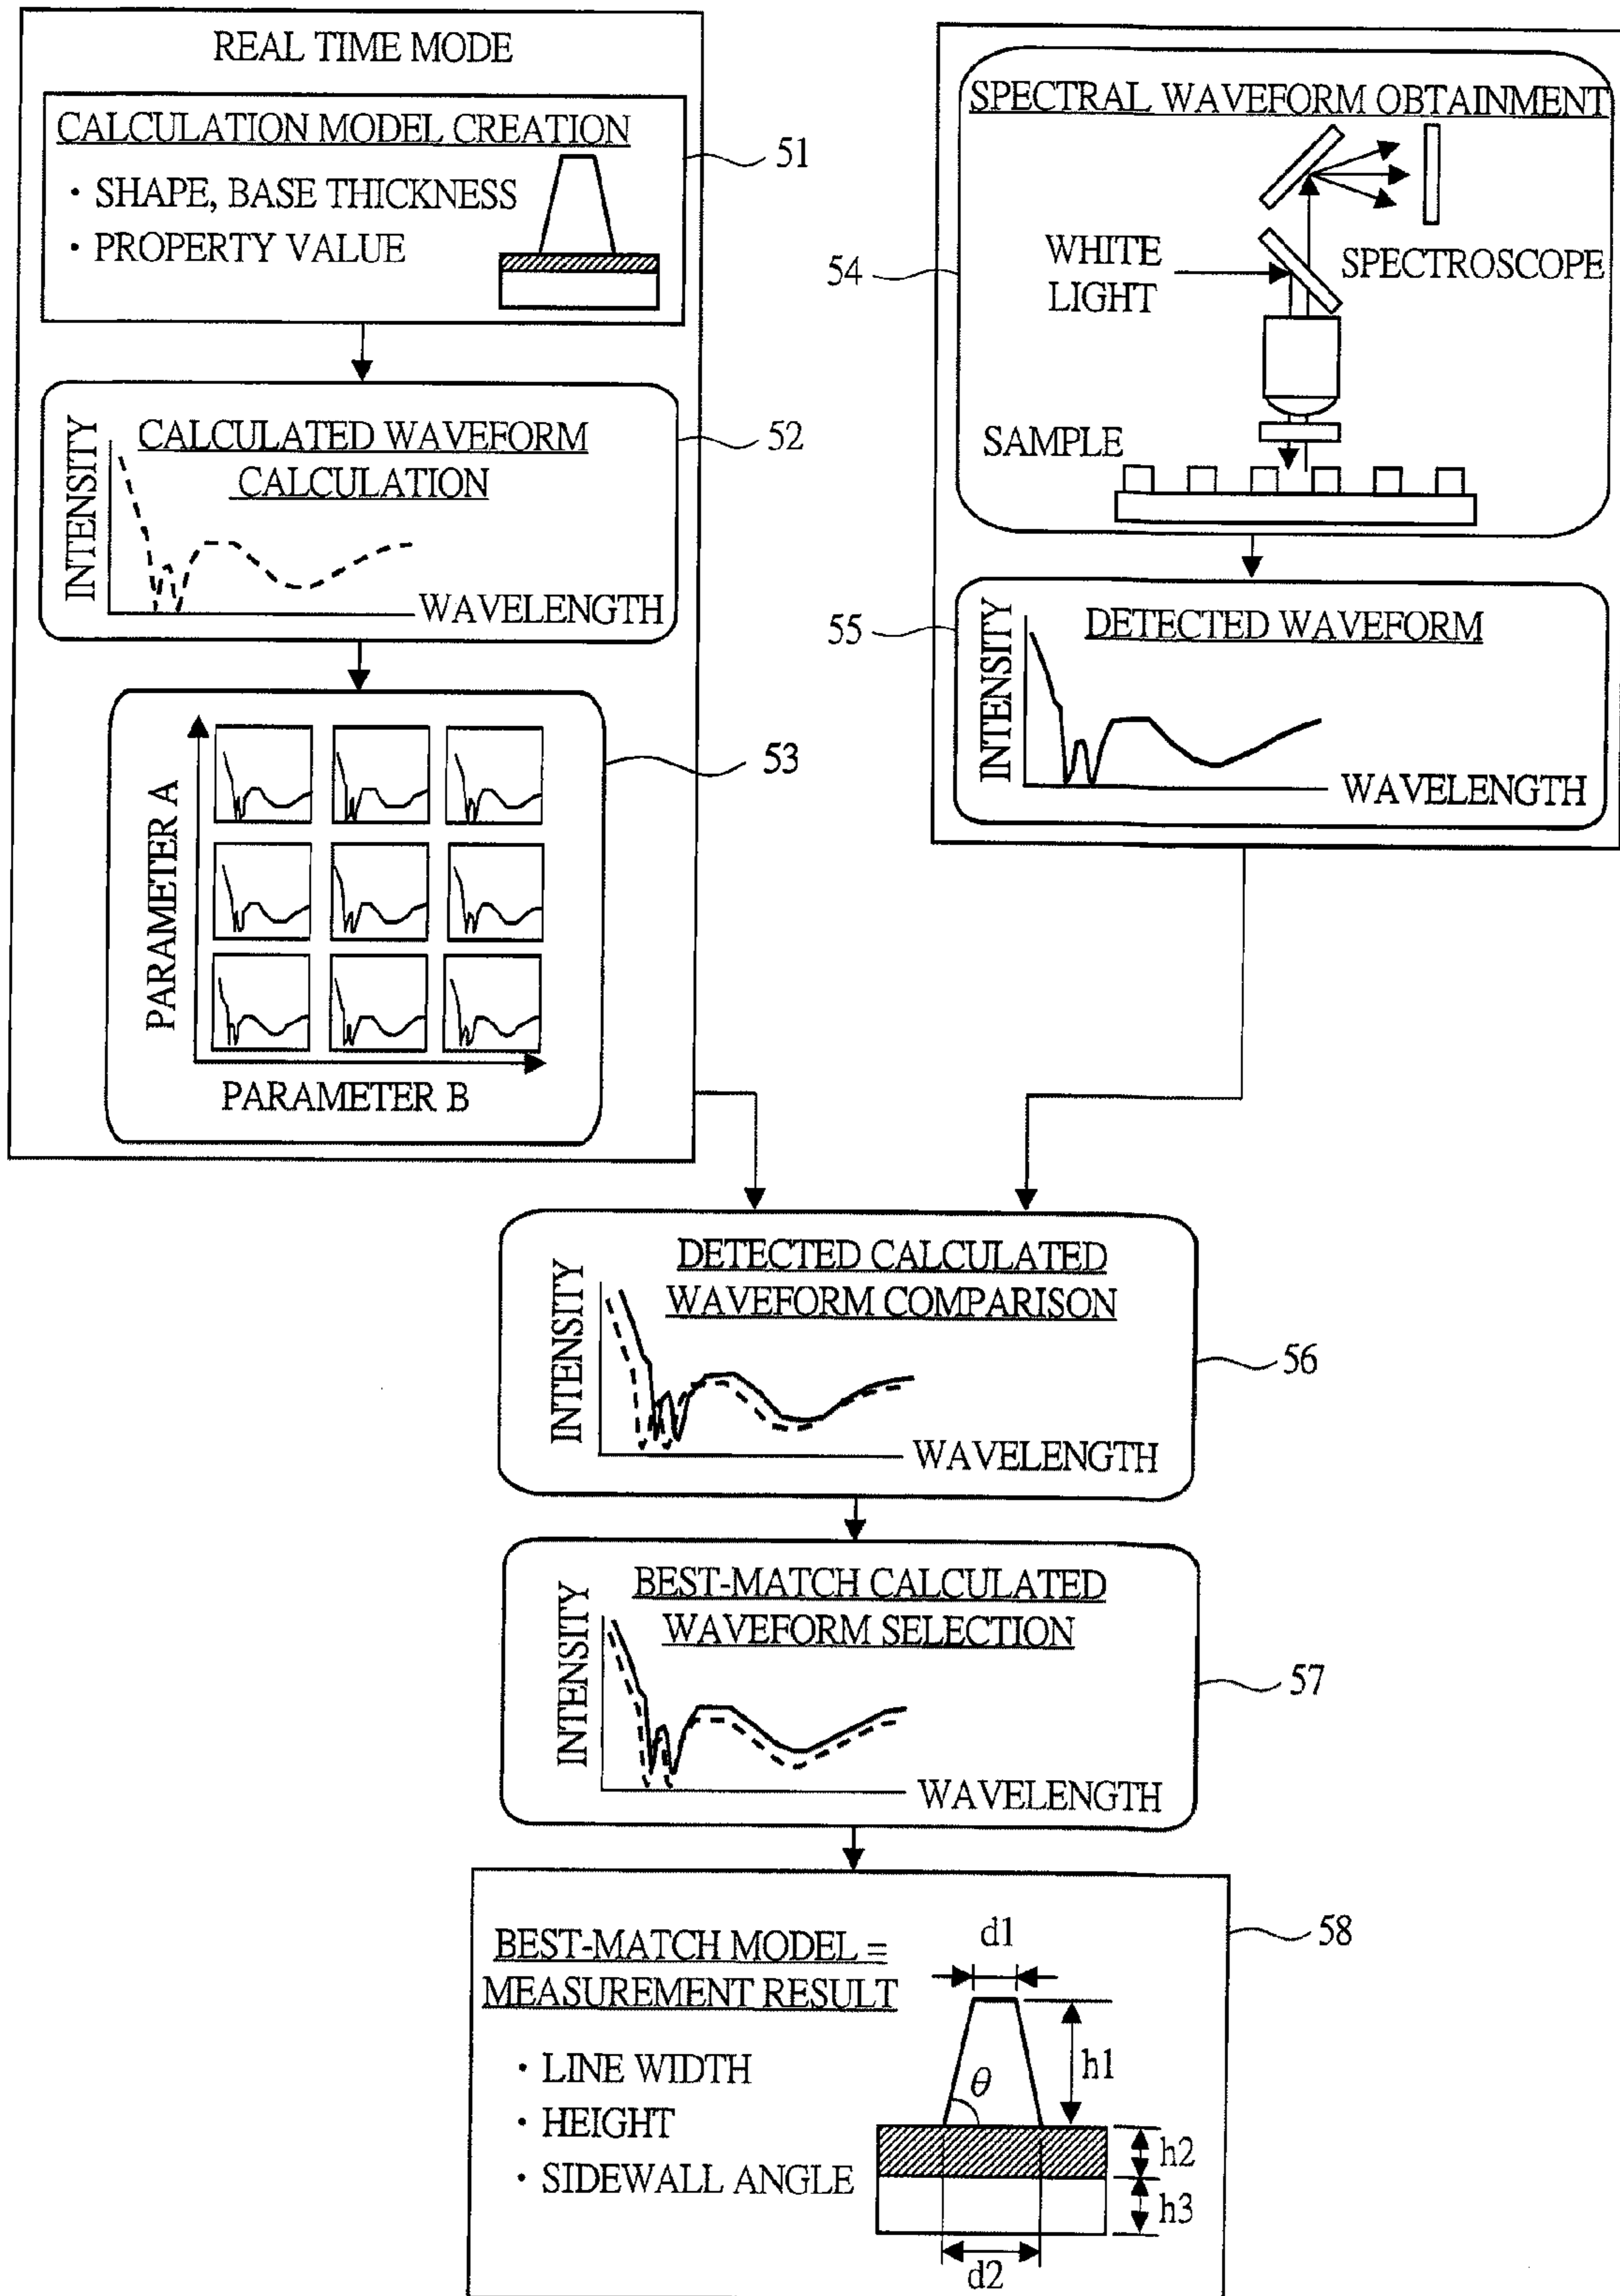 REAL TIME MODE
CALCULATION MODEL CREATION
・SHAPE, BASE THICKNESS
・PROPERTY VALUE
51
INTENSITY
CALCULATED WAVEFORM
CALCULATION
WAVELENGTH
52
PARAMETER A
PARAMETER B
53
SPECTRAL WAVEFORM OBTAINMENT
WHITE
LIGHT
SPECTROSCOPE
SAMPLE
54
INTENSITY
DETECTED WAVEFORM
WAVELENGTH
55
INTENSITY
DETECTED CALCULATED
WAVEFORM COMPARISON
WAVELENGTH
56
INTENSITY
BEST-MATCH CALCULATED
WAVEFORM SELECTION
WAVELENGTH
57
BEST-MATCH MODEL =
MEASUREMENT RESULT
・LINE WIDTH
・HEIGHT
・SIDEWALL ANGLE
d1
θ
h1
h2
h3
d2
58